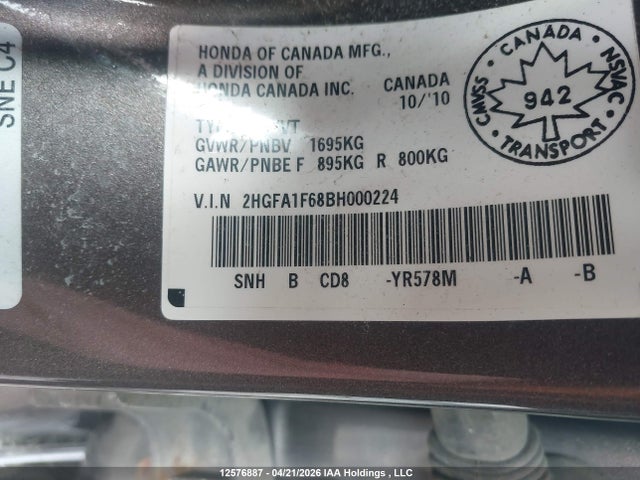 SNE C4
HONDA OF CANADA MFG.,
A DIVISION OF
HONDA CANADA INC.
CANADA
10/'10
GVWR/PNBV 1695KG
GAWR/PNBE F 895KG R 800KG
V.I.N 2HGFA1F68BH000224
SNH B CD8 -YR578M -A -B
CANADA
CMVSS NSVAC
942
TRANSPORT
12576887 - 04/21/2026 IAA Holdings , LLC